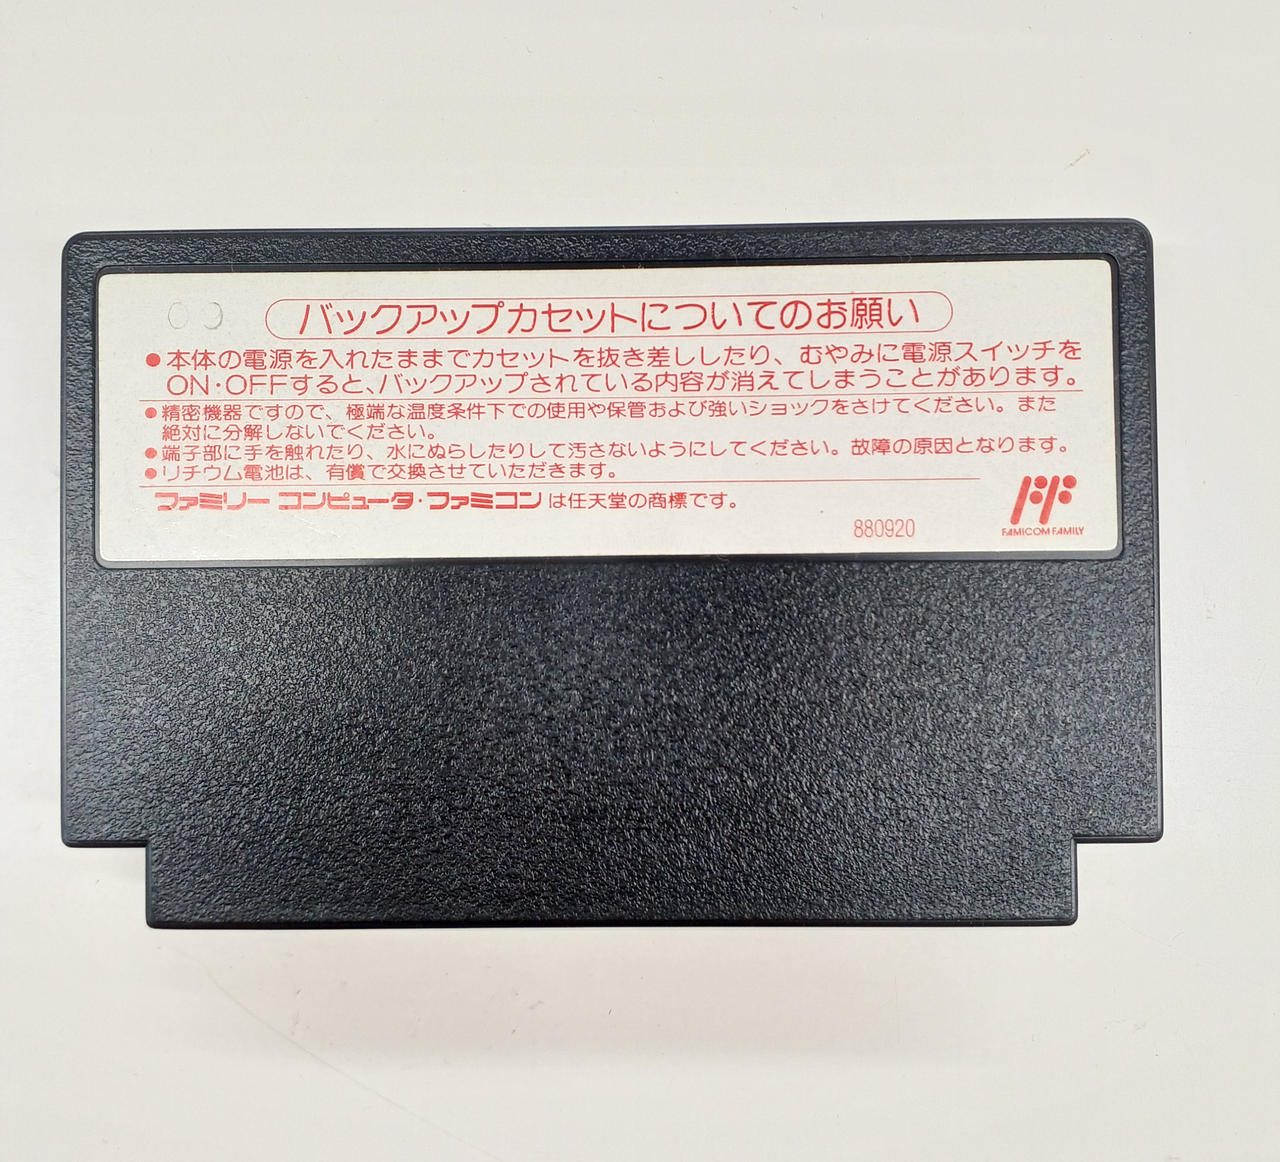 バックアップカセットについてのお願い
●本体の電源を入れたままでカセットを抜き差ししたり、むやみに電源スイッチを
ON・OFFすると、バックアップされている内容が消えてしまうことがあります。
●精密機器ですので、極端な温度条件下での使用や保管および強いショックをさけてください。また
絶対に分解しないでください。
●端子部に手を触れたり、水にぬらしたりして汚さないようにしてください。故障の原因となります。
●リチウム電池は、有償で交換させていただきます。
ファミリーコンピュータ・ファミコンは任天堂の商標です。
880920
FF
FAMICOM FAMILY